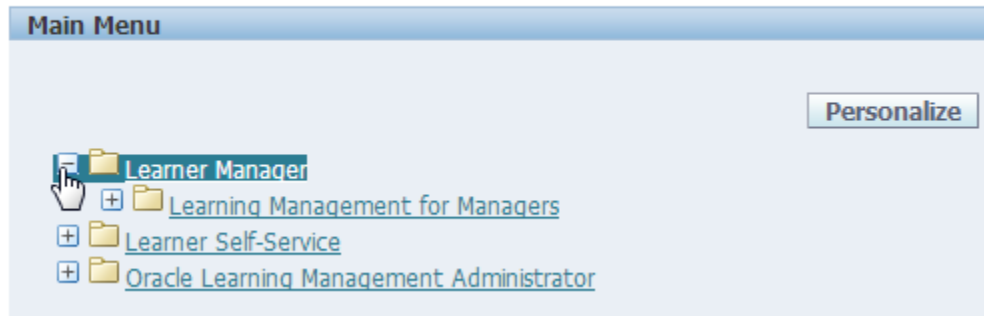 Main Menu
Personalize
Learner Manager
Learning Management for Managers
Learner Self-Service
Oracle Learning Management Administrator